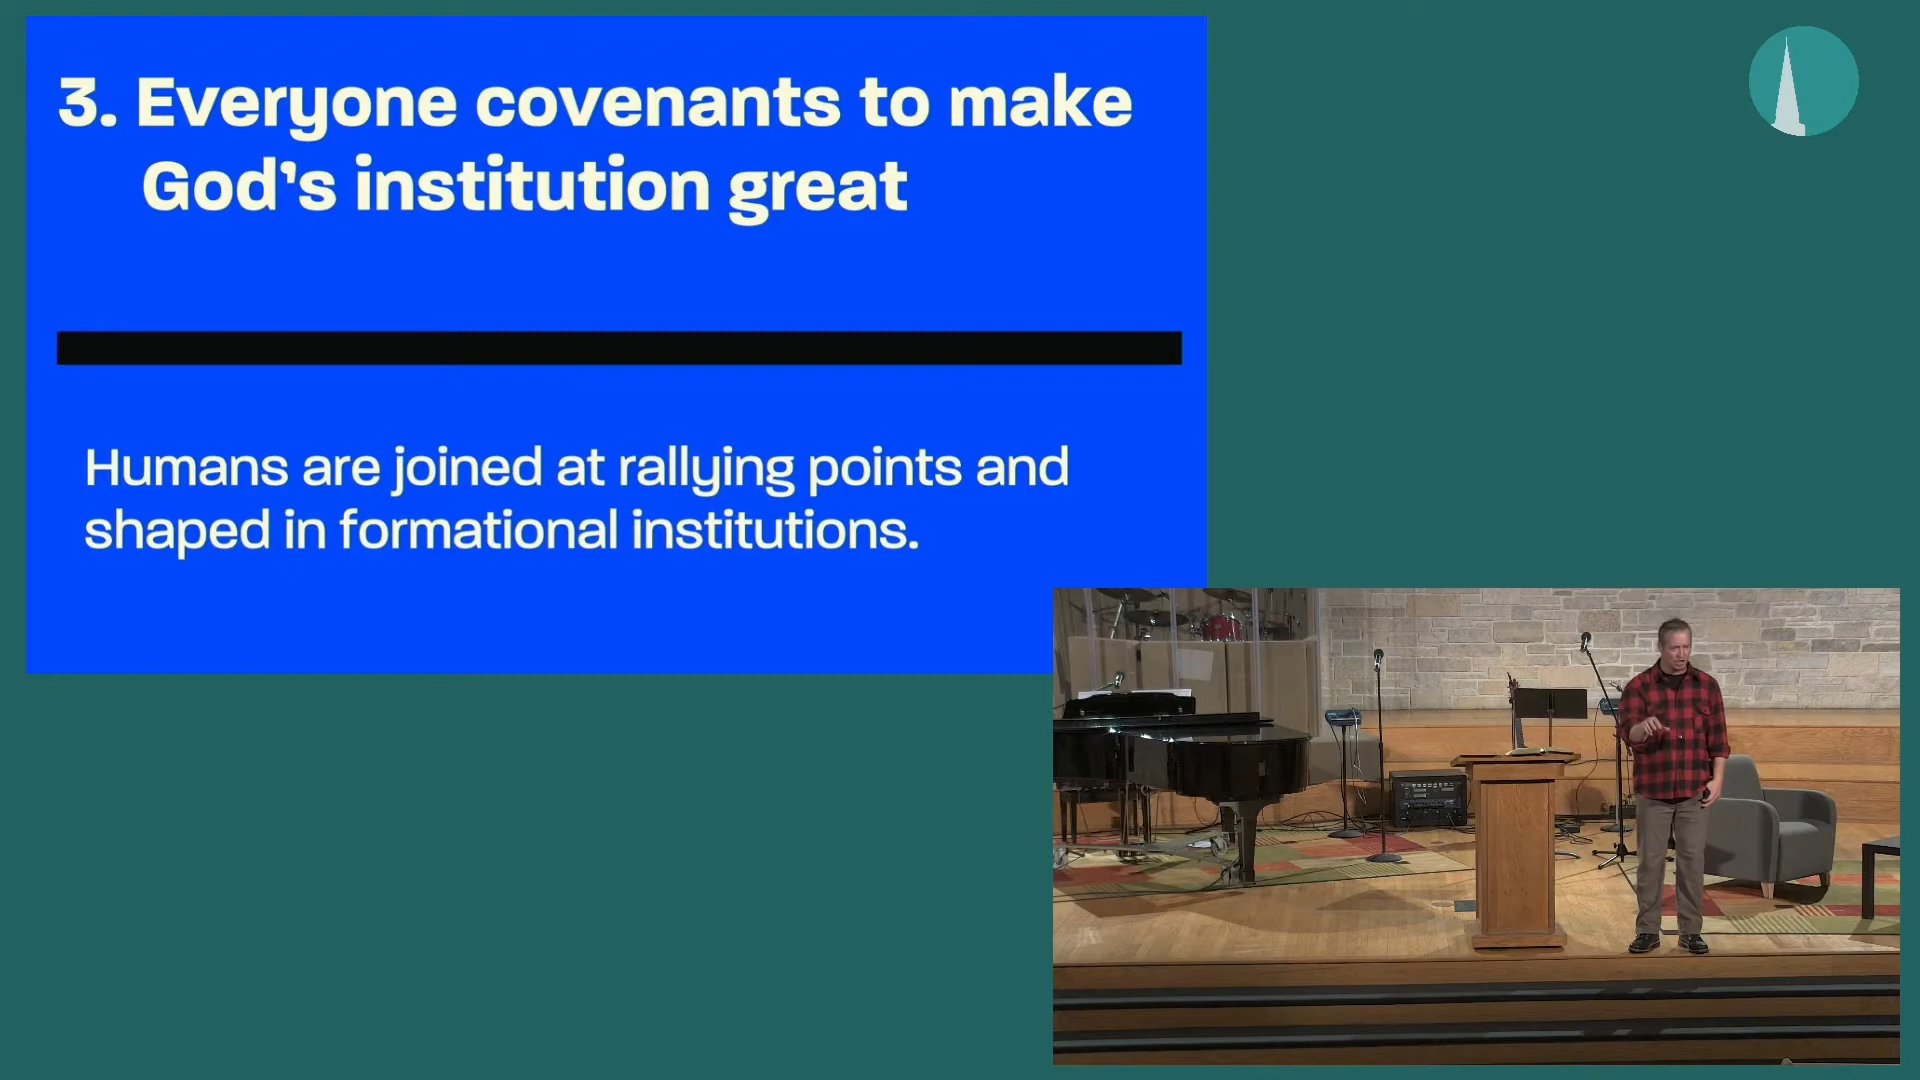 3. Everyone covenants to make
God's institution great
Humans are joined at rallying points and
shaped in formational institutions.